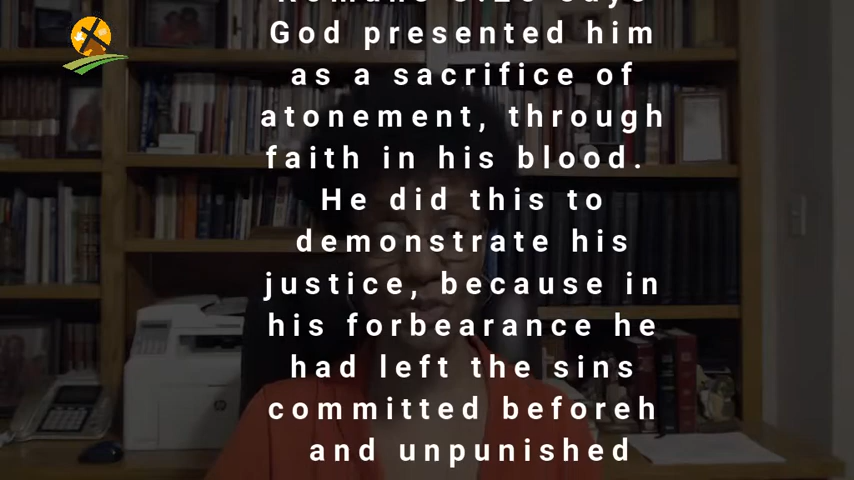 God presented him
as a sacrifice of
atonement, through
faith in his blood.
He did this to
demonstrate his
justice, because in
his forbearance he
had left the sins
committed beforeh
and unpunished